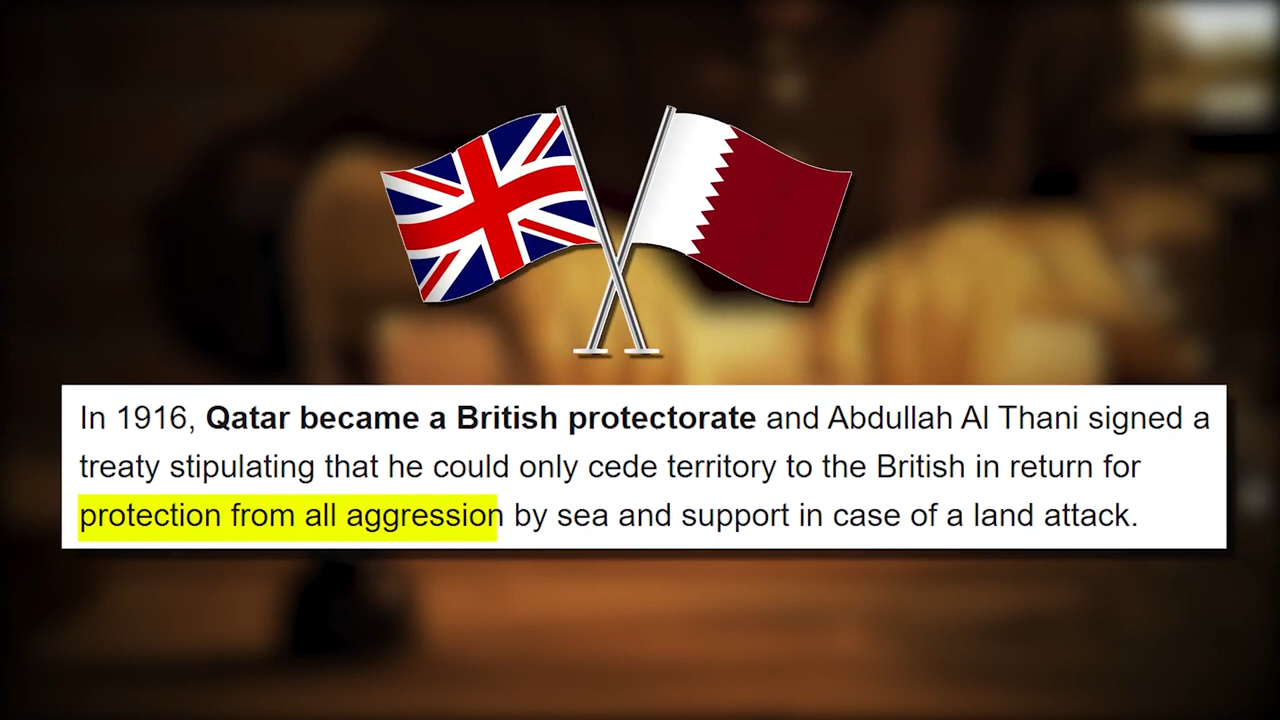 In 1916, Qatar became a British protectorate and Abdullah Al Thani signed a
treaty stipulating that he could only cede territory to the British in return for
protection from all aggression by sea and support in case of a land attack.